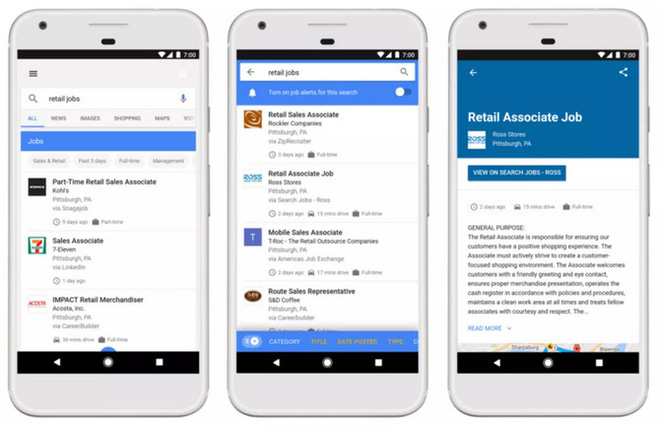 7:00
retail jobs
ALL NEWS IMAGES SHOPPING MAPS
Jobs
Sales & Retail Past 3 days Full-time Management
KOHL'S
Part-Time Retail Sales Associate
Kohl's
Pittsburgh, PA
via Snagajob
9 days ago Part-time
Sales Associate
7-Eleven
Pittsburgh, PA
via LinkedIn
1 day ago
ACOSTA
IMPACT Retail Merchandiser
Acosta, Inc.
Pittsburgh, PA
via CareerBuilder
36 mins drive Full-time
7:00
retail jobs
Turn on job alerts for this search
Retail Sales Associate
Rockler Companies
Pittsburgh, PA
via ZipRecruiter
3 days ago Full-time
ROSS
Retail Associate Job
Ross Stores
Pittsburgh, PA
via Search Jobs - Ross
2 days ago 15 mins drive Full-time
T
Mobile Sales Associate
T-Roc - The Retail Outsource Companies
Pittsburgh, PA
via Americas Job Exchange
2 days ago 17 mins drive Full-time
S&D
Route Sales Representative
S&D Coffee
Pittsburgh, PA
via CareerBuilder
CATEGORY TITLE DATE POSTED TYPE
7:00
Retail Associate Job
ROSS
Ross Stores
Pittsburgh, PA
VIEW ON SEARCH JOBS - ROSS
2 days ago 15 mins drive Full-time
GENERAL PURPOSE:
The Retail Associate is responsible for ensuring our
customers have a positive shopping experience. The
Associate must actively strive to create a customer-
focused shopping environment. The Associate welcomes
customers with a friendly greeting and eye contact,
ensures proper merchandise presentation, operates the
cash register in accordance with policies and procedures,
maintains a clean work area at all times and treats fellow
associates with courtesy and respect. The...
READ MORE
Sharpsburg